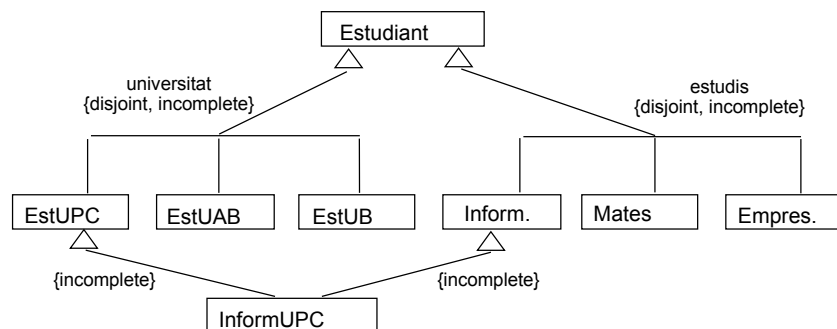 Estudiant
universitat
{disjoint, incomplete}
estudis
{disjoint, incomplete}
EstUPC
EstUAB
EstUB
Inform.
Mates
Empres.
{incomplete}
{incomplete}
InformUPC